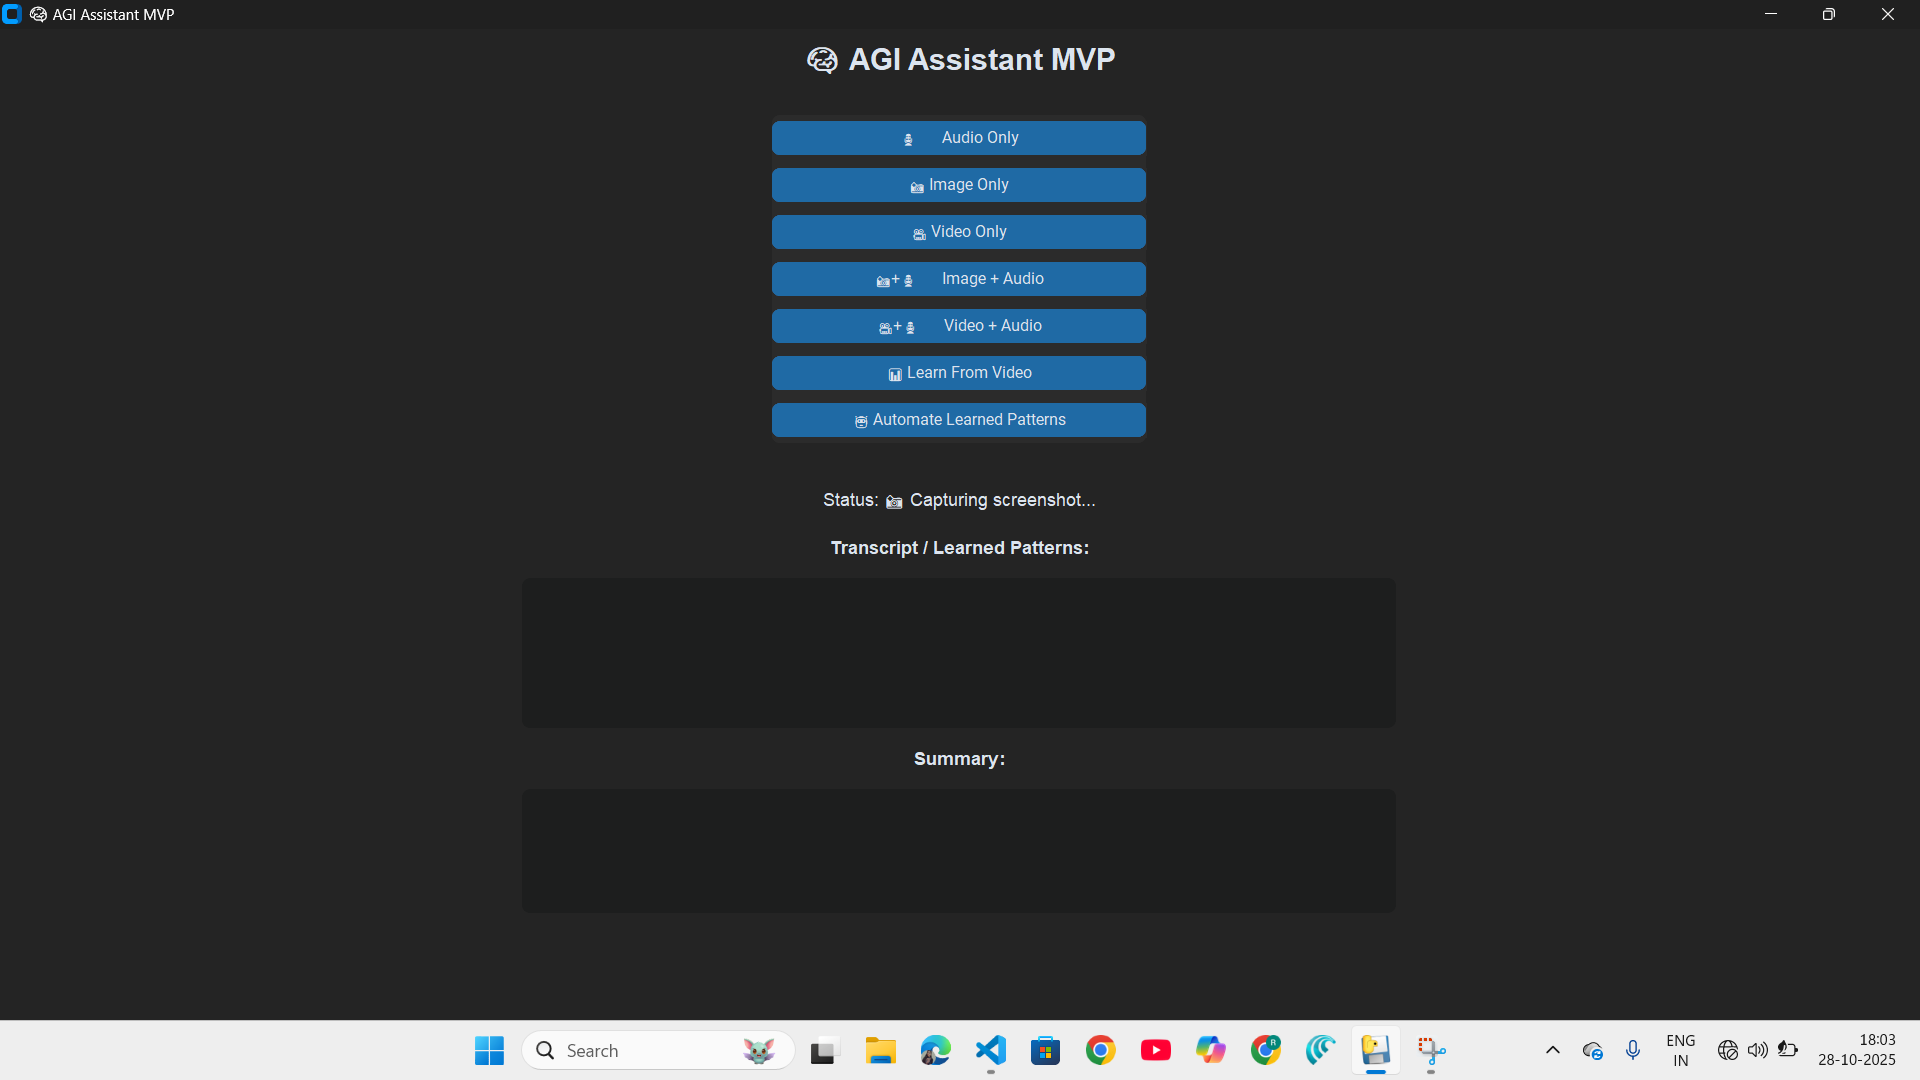 AGI Assistant MVP
AGI Assistant MVP
Audio Only
Image Only
Video Only
+ Image + Audio
+ Video + Audio
Learn From Video
Automate Learned Patterns
Status: Capturing screenshot...
Transcript / Learned Patterns:
Summary:
Search
R
ENG
IN
18:03
28-10-2025